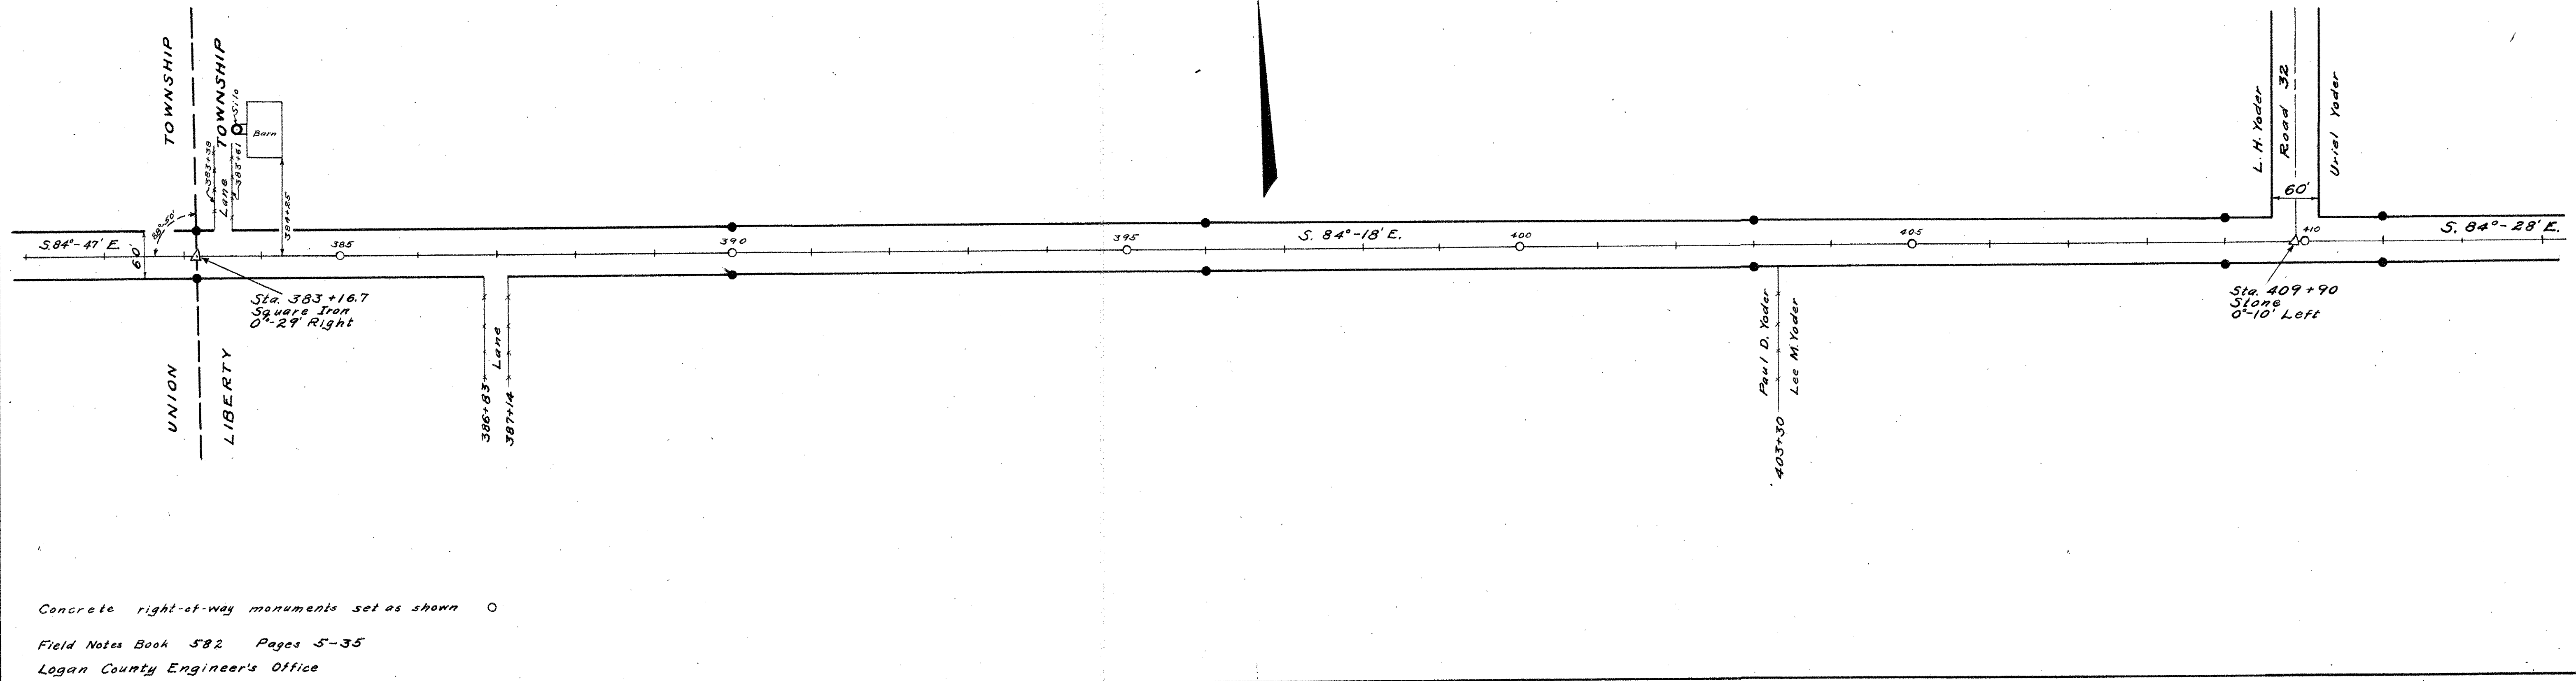 TOWNSHIP
TOWNSHIP
Silo
Barn
383+38
Lane
383+61
384+25
88°-50'
S. 84°-47' E.
60'
385
390
395
S. 84°-18' E.
400
405
410
S. 84°-28' E.
L. H. Yoder
Road 32
Uriel Yoder
60'
Sta. 383+16.7
Square Iron
0°-29' Right
UNION
LIBERTY
386+83
Lane
387+14
Paul D. Yoder
Lee M. Yoder
403+30
Sta. 409+90
Stone
0°-10' Left
Concrete right-of-way monuments set as shown
Field Notes Book 582 Pages 5-35
Logan County Engineer's Office